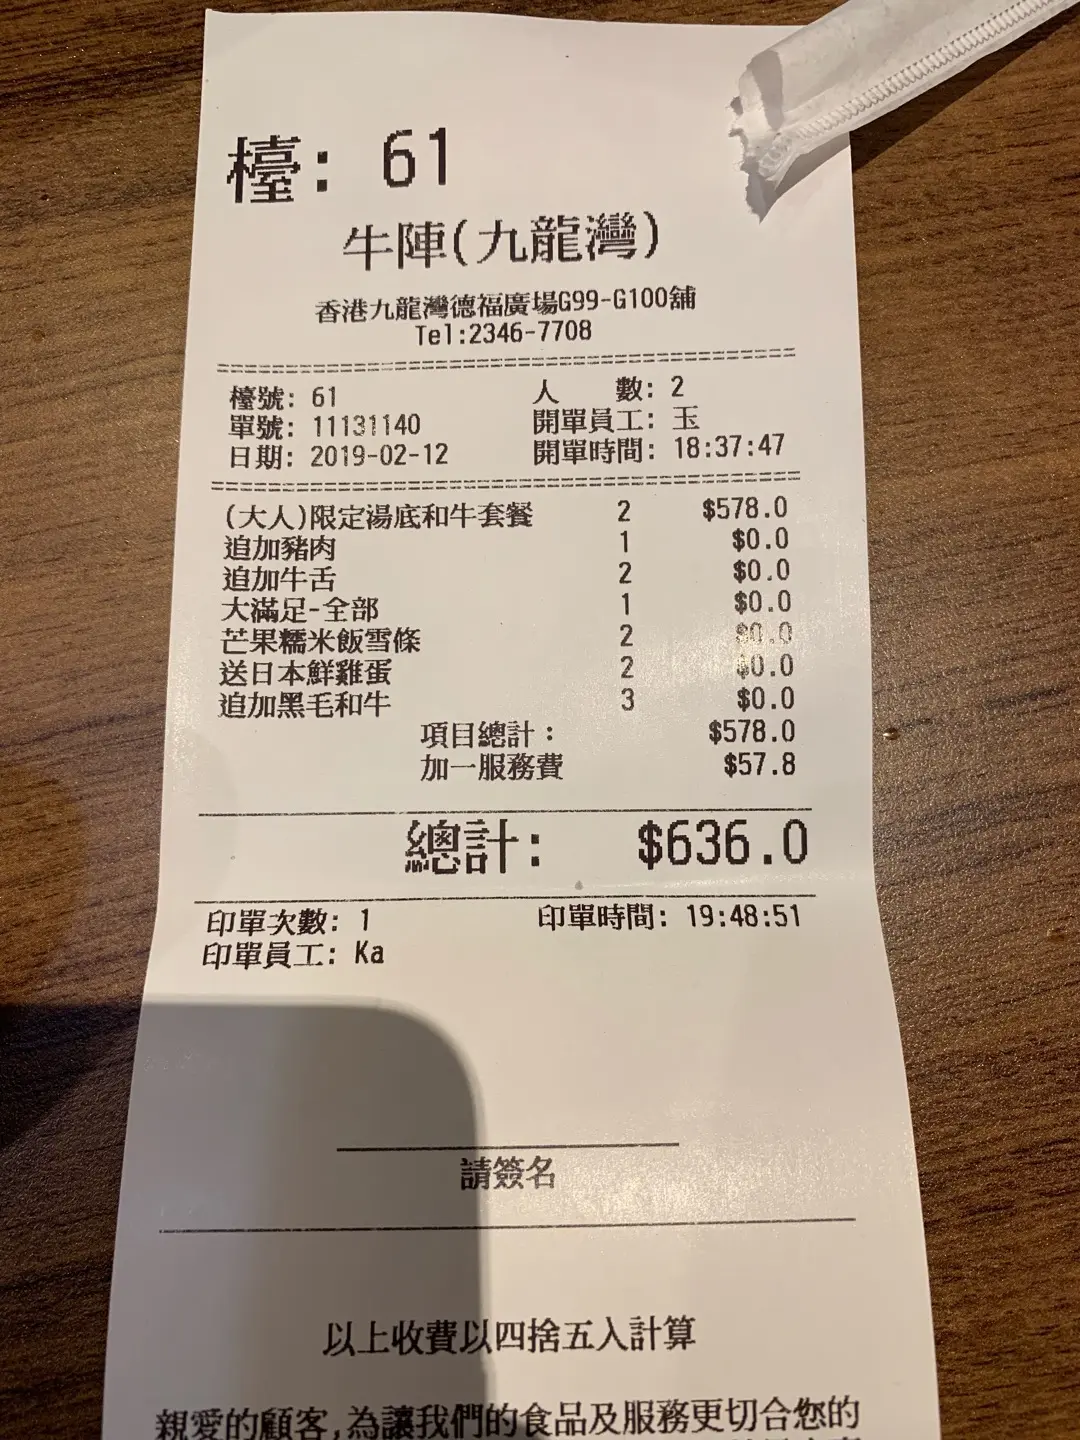 檯: 61
牛陣(九龍灣)
香港九龍灣德福廣場G99-G100舖
Tel:2346-7708
檯號: 61 人 數: 2
單號: 11131140 開單員工: 玉
日期: 2019-02-12 開單時間: 18:37:47
(大人)限定湯底和牛套餐 2 $578.0
追加豬肉 1 $0.0
追加牛舌 2 $0.0
大滿足-全部 1 $0.0
芒果糯米飯雪條 2 $0.0
送日本鮮雞蛋 2 $0.0
追加黑毛和牛 3 $0.0
項目總計: $578.0
加一服務費 $57.8
總計: $636.0
印單次數: 1 印單時間: 19:48:51
印單員工: Ka
請簽名
以上收費以四捨五入計算
親愛的顧客,為讓我們的食品及服務更切合您的